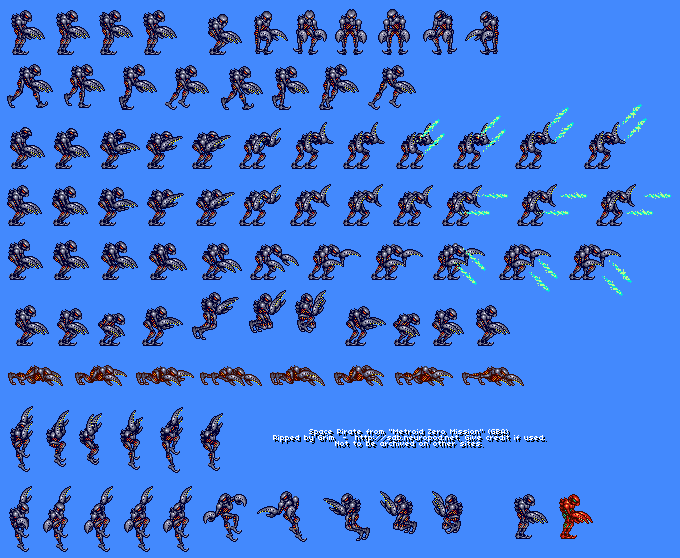 Space Pirate from "Metroid Zero Mission" (GBA)
Ripped by Grim - http://sdb.neuropod.net. Give credit if used.
Not to be archived on other sites.